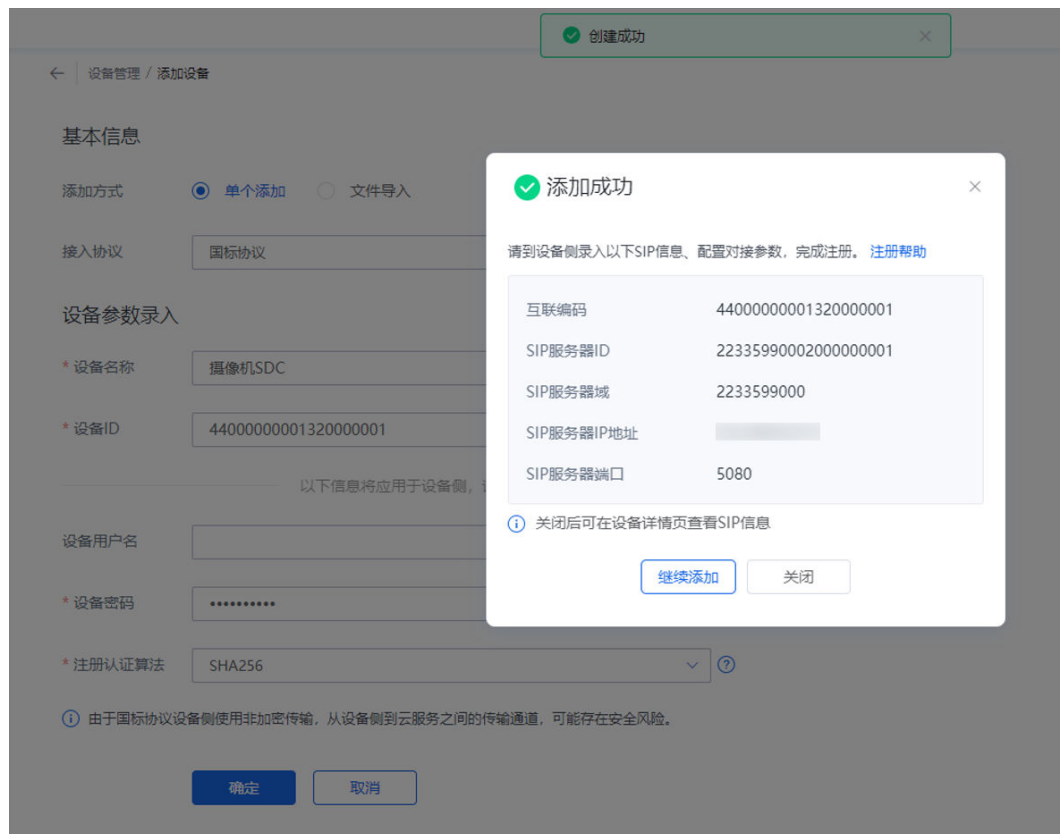 创建成功
设备管理 / 添加设备
基本信息
添加方式 单个添加 文件导入
接入协议 国标协议
设备参数录入
* 设备名称 摄像机SDC
* 设备ID 44000000001320000001
以下信息将应用于设备侧，
设备用户名
* 设备密码 ••••••••••
* 注册认证算法 SHA256
由于国标协议设备侧使用非加密传输，从设备侧到云服务之间的传输通道，可能存在安全风险。
确定 取消
添加成功
请到设备侧录入以下SIP信息、配置对接参数，完成注册。 注册帮助
互联编码 44000000001320000001
SIP服务器ID 22335990002000000001
SIP服务器域 2233599000
SIP服务器IP地址
SIP服务器端口 5080
关闭后可在设备详情页查看SIP信息
继续添加 关闭